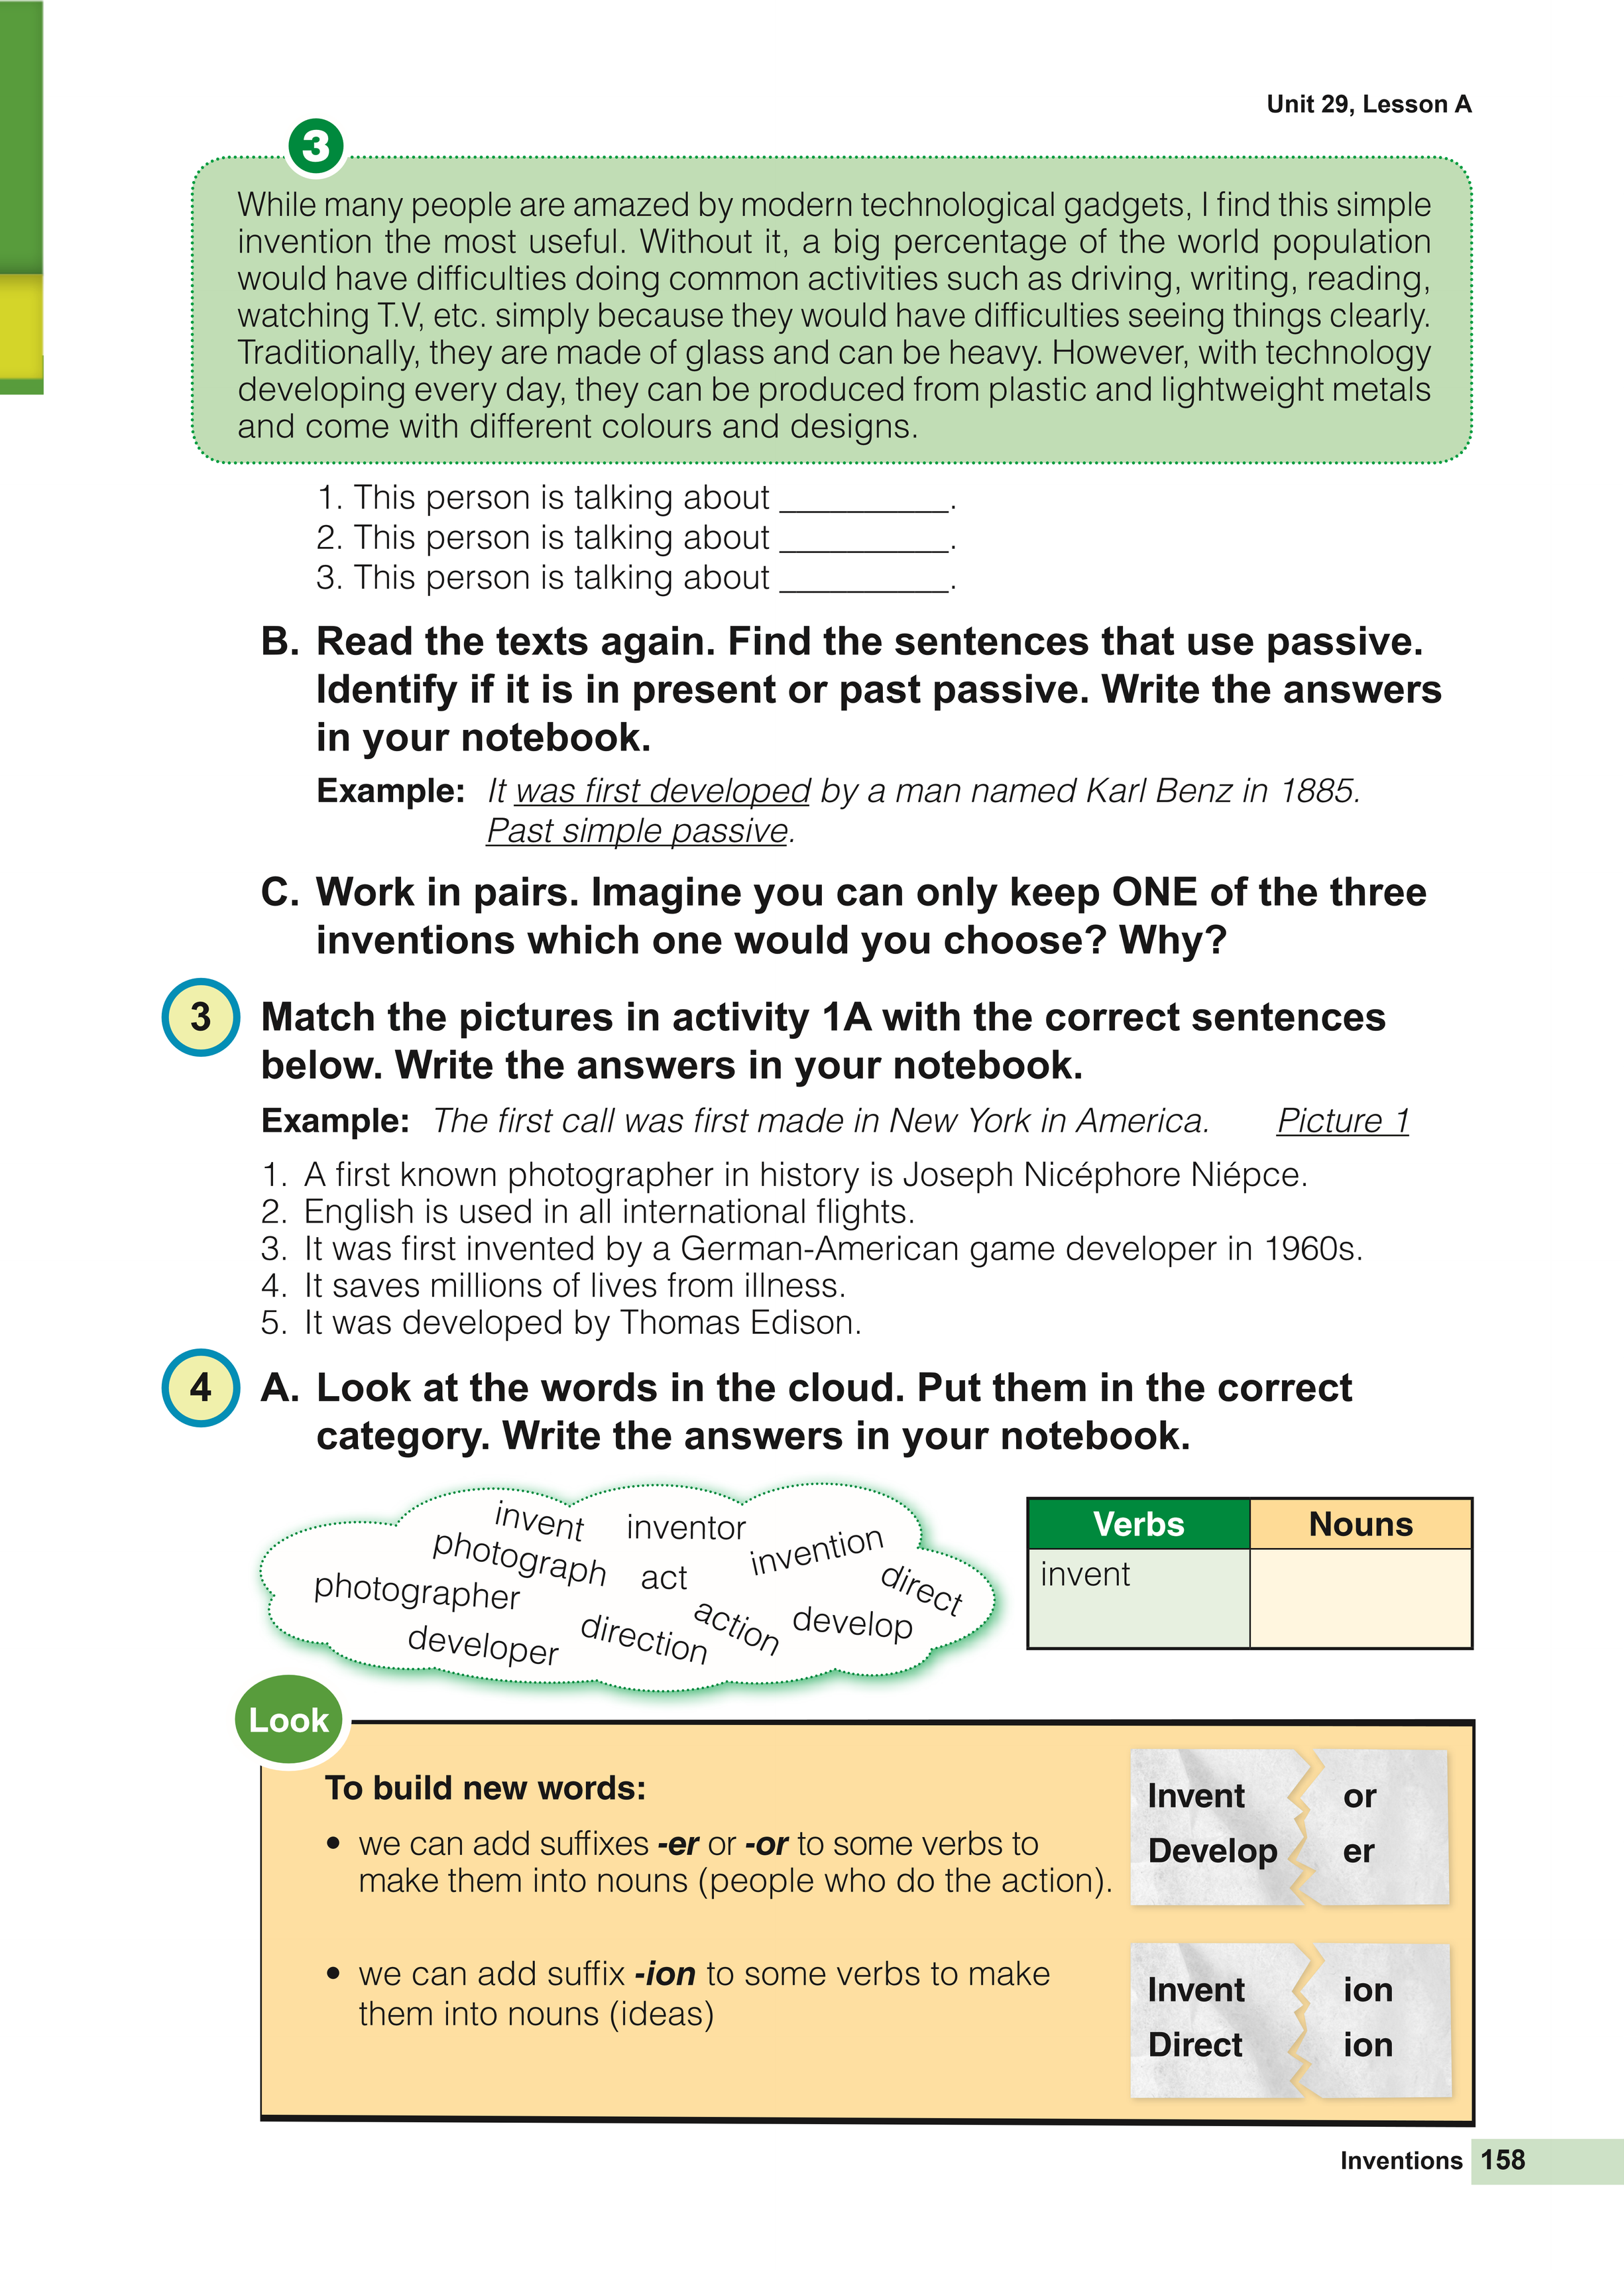 Unit 29, Lesson A
3
While many people are amazed by modern technological gadgets, I find this simple
invention the most useful. Without it, a big percentage of the world population
would have difficulties doing common activities such as driving, writing, reading,
watching T.V, etc. simply because they would have difficulties seeing things clearly.
Traditionally, they are made of glass and can be heavy. However, with technology
developing every day, they can be produced from plastic and lightweight metals
and come with different colours and designs.
1. This person is talking about __________.
2. This person is talking about __________.
3. This person is talking about __________.
B. Read the texts again. Find the sentences that use passive.
Identify if it is in present or past passive. Write the answers
in your notebook.
Example: It was first developed by a man named Karl Benz in 1885.
Past simple passive.
C. Work in pairs. Imagine you can only keep ONE of the three
inventions which one would you choose? Why?
3 Match the pictures in activity 1A with the correct sentences
below. Write the answers in your notebook.
Example: The first call was first made in New York in America. Picture 1
1. A first known photographer in history is Joseph Nicéphore Niépce.
2. English is used in all international flights.
3. It was first invented by a German-American game developer in 1960s.
4. It saves millions of lives from illness.
5. It was developed by Thomas Edison.
4 A. Look at the words in the cloud. Put them in the correct
category. Write the answers in your notebook.
invent inventor
photograph act invention
photographer direct
developer direction action develop
Verbs Nouns
invent
Look
To build new words:
• we can add suffixes -er or -or to some verbs to
make them into nouns (people who do the action).
Invent or
Develop er
• we can add suffix -ion to some verbs to make
them into nouns (ideas)
Invent ion
Direct ion
Inventions 158